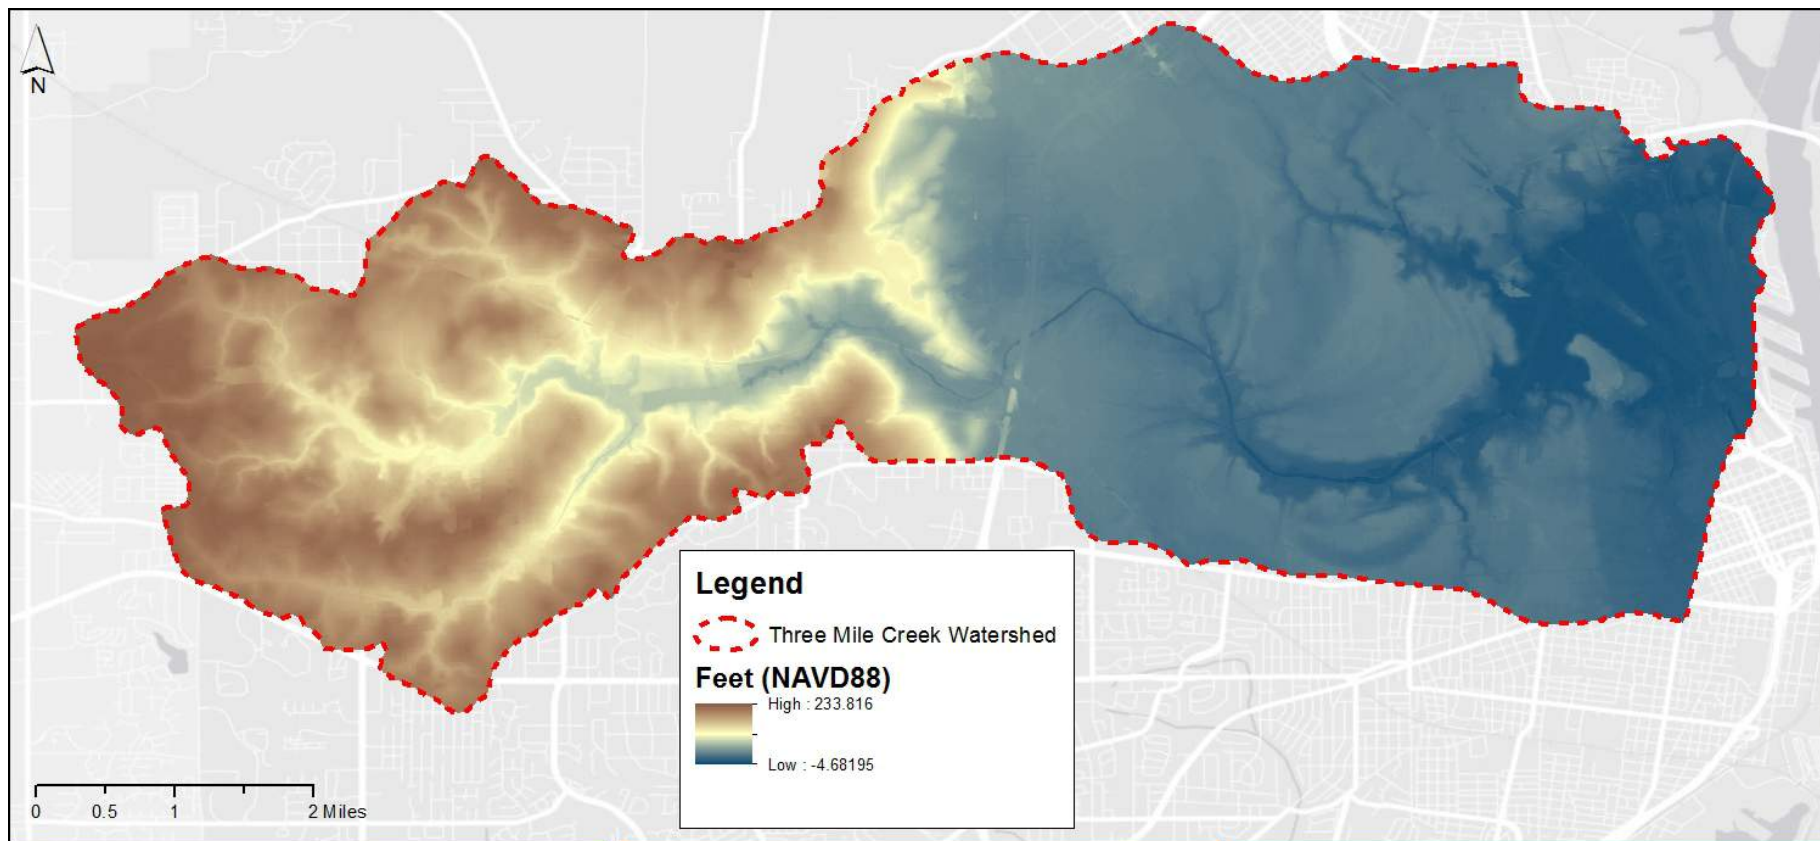 N
Legend
Three Mile Creek Watershed
Feet (NAVD88)
High : 233.816
Low : -4.68195
0 0.5 1 2 Miles